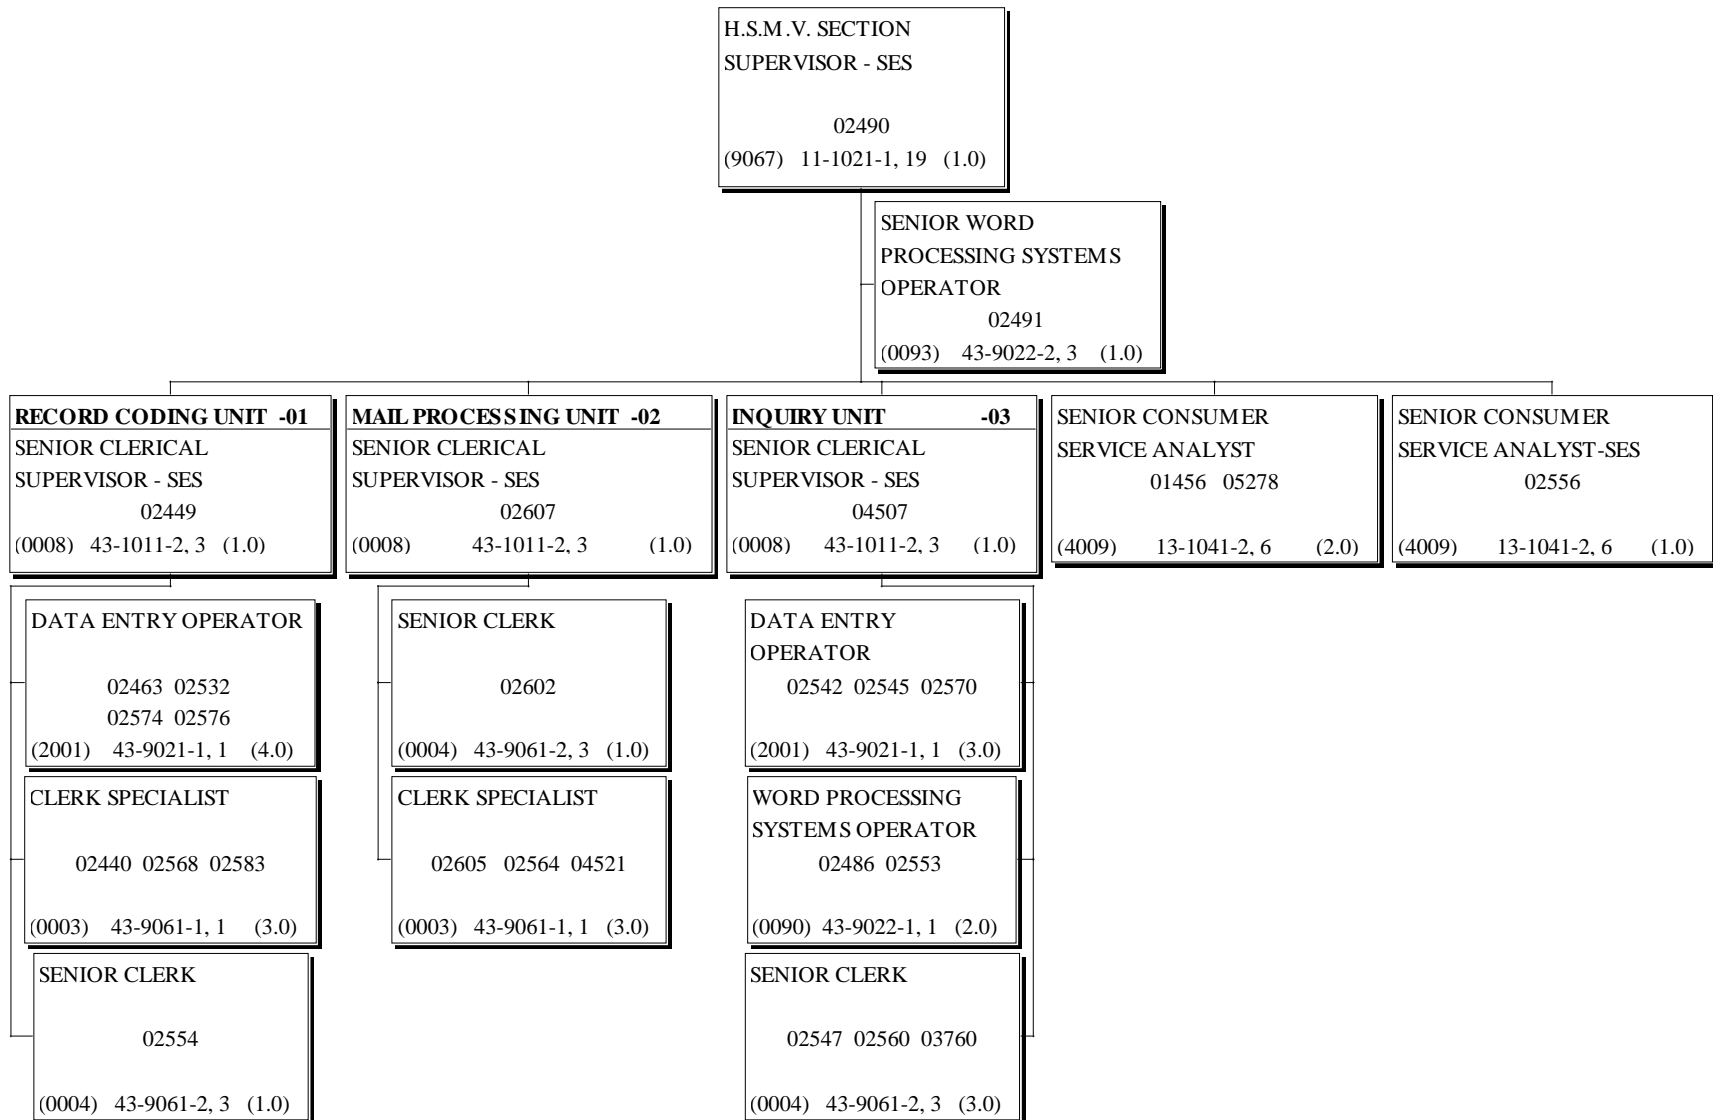 H.S.M.V. SECTION
SUPERVISOR - SES
02490
(9067) 11-1021-1, 19 (1.0)
SENIOR WORD
PROCESSING SYSTEMS
OPERATOR
02491
(0093) 43-9022-2, 3 (1.0)
RECORD CODING UNIT -01
SENIOR CLERICAL
SUPERVISOR - SES
02449
(0008) 43-1011-2, 3 (1.0)
MAIL PROCESSING UNIT -02
SENIOR CLERICAL
SUPERVISOR - SES
02607
(0008) 43-1011-2, 3 (1.0)
INQUIRY UNIT -03
SENIOR CLERICAL
SUPERVISOR - SES
04507
(0008) 43-1011-2, 3 (1.0)
SENIOR CONSUMER
SERVICE ANALYST
01456 05278
(4009) 13-1041-2, 6 (2.0)
SENIOR CONSUMER
SERVICE ANALYST-SES
02556
(4009) 13-1041-2, 6 (1.0)
DATA ENTRY OPERATOR
02463 02532
02574 02576
(2001) 43-9021-1, 1 (4.0)
CLERK SPECIALIST
02440 02568 02583
(0003) 43-9061-1, 1 (3.0)
SENIOR CLERK
02554
(0004) 43-9061-2, 3 (1.0)
SENIOR CLERK
02602
(0004) 43-9061-2, 3 (1.0)
CLERK SPECIALIST
02605 02564 04521
(0003) 43-9061-1, 1 (3.0)
DATA ENTRY
OPERATOR
02542 02545 02570
(2001) 43-9021-1, 1 (3.0)
WORD PROCESSING
SYSTEMS OPERATOR
02486 02553
(0090) 43-9022-1, 1 (2.0)
SENIOR CLERK
02547 02560 03760
(0004) 43-9061-2, 3 (3.0)